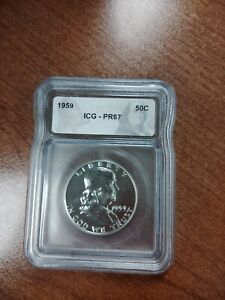 1959 50C
ICG - PR67
LIBERTY
1959
IN GOD WE TRUST